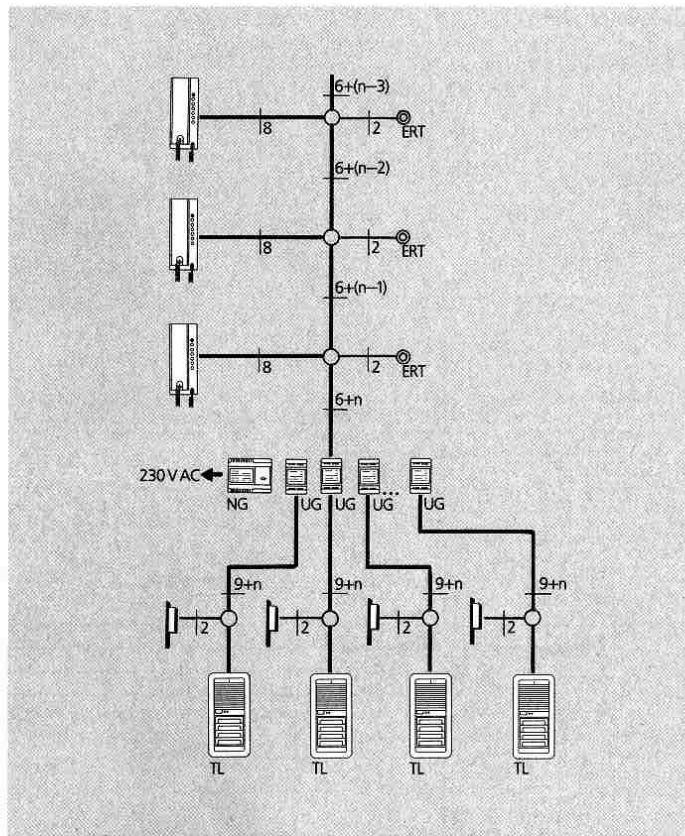 6+(n–3)
8
2
ERT
6+(n–2)
8
2
ERT
6+(n–1)
8
2
ERT
6+n
230 V AC
NG
UG
UG
UG
...
UG
9+n
9+n
9+n
9+n
2
2
2
2
TL
TL
TL
TL